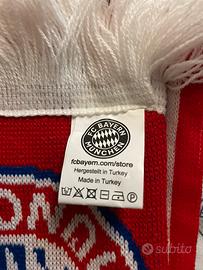 FC BAYERN
MÜNCHEN
fcbayern.com/store
Hergestellt in Turkey
Made in Turkey
P
subito